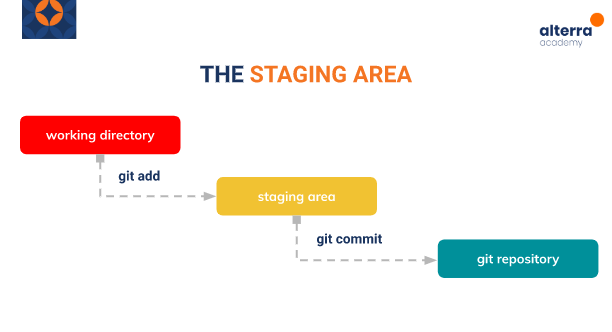 alterra
academy
THE STAGING AREA
working directory
git add
staging area
git commit
git repository